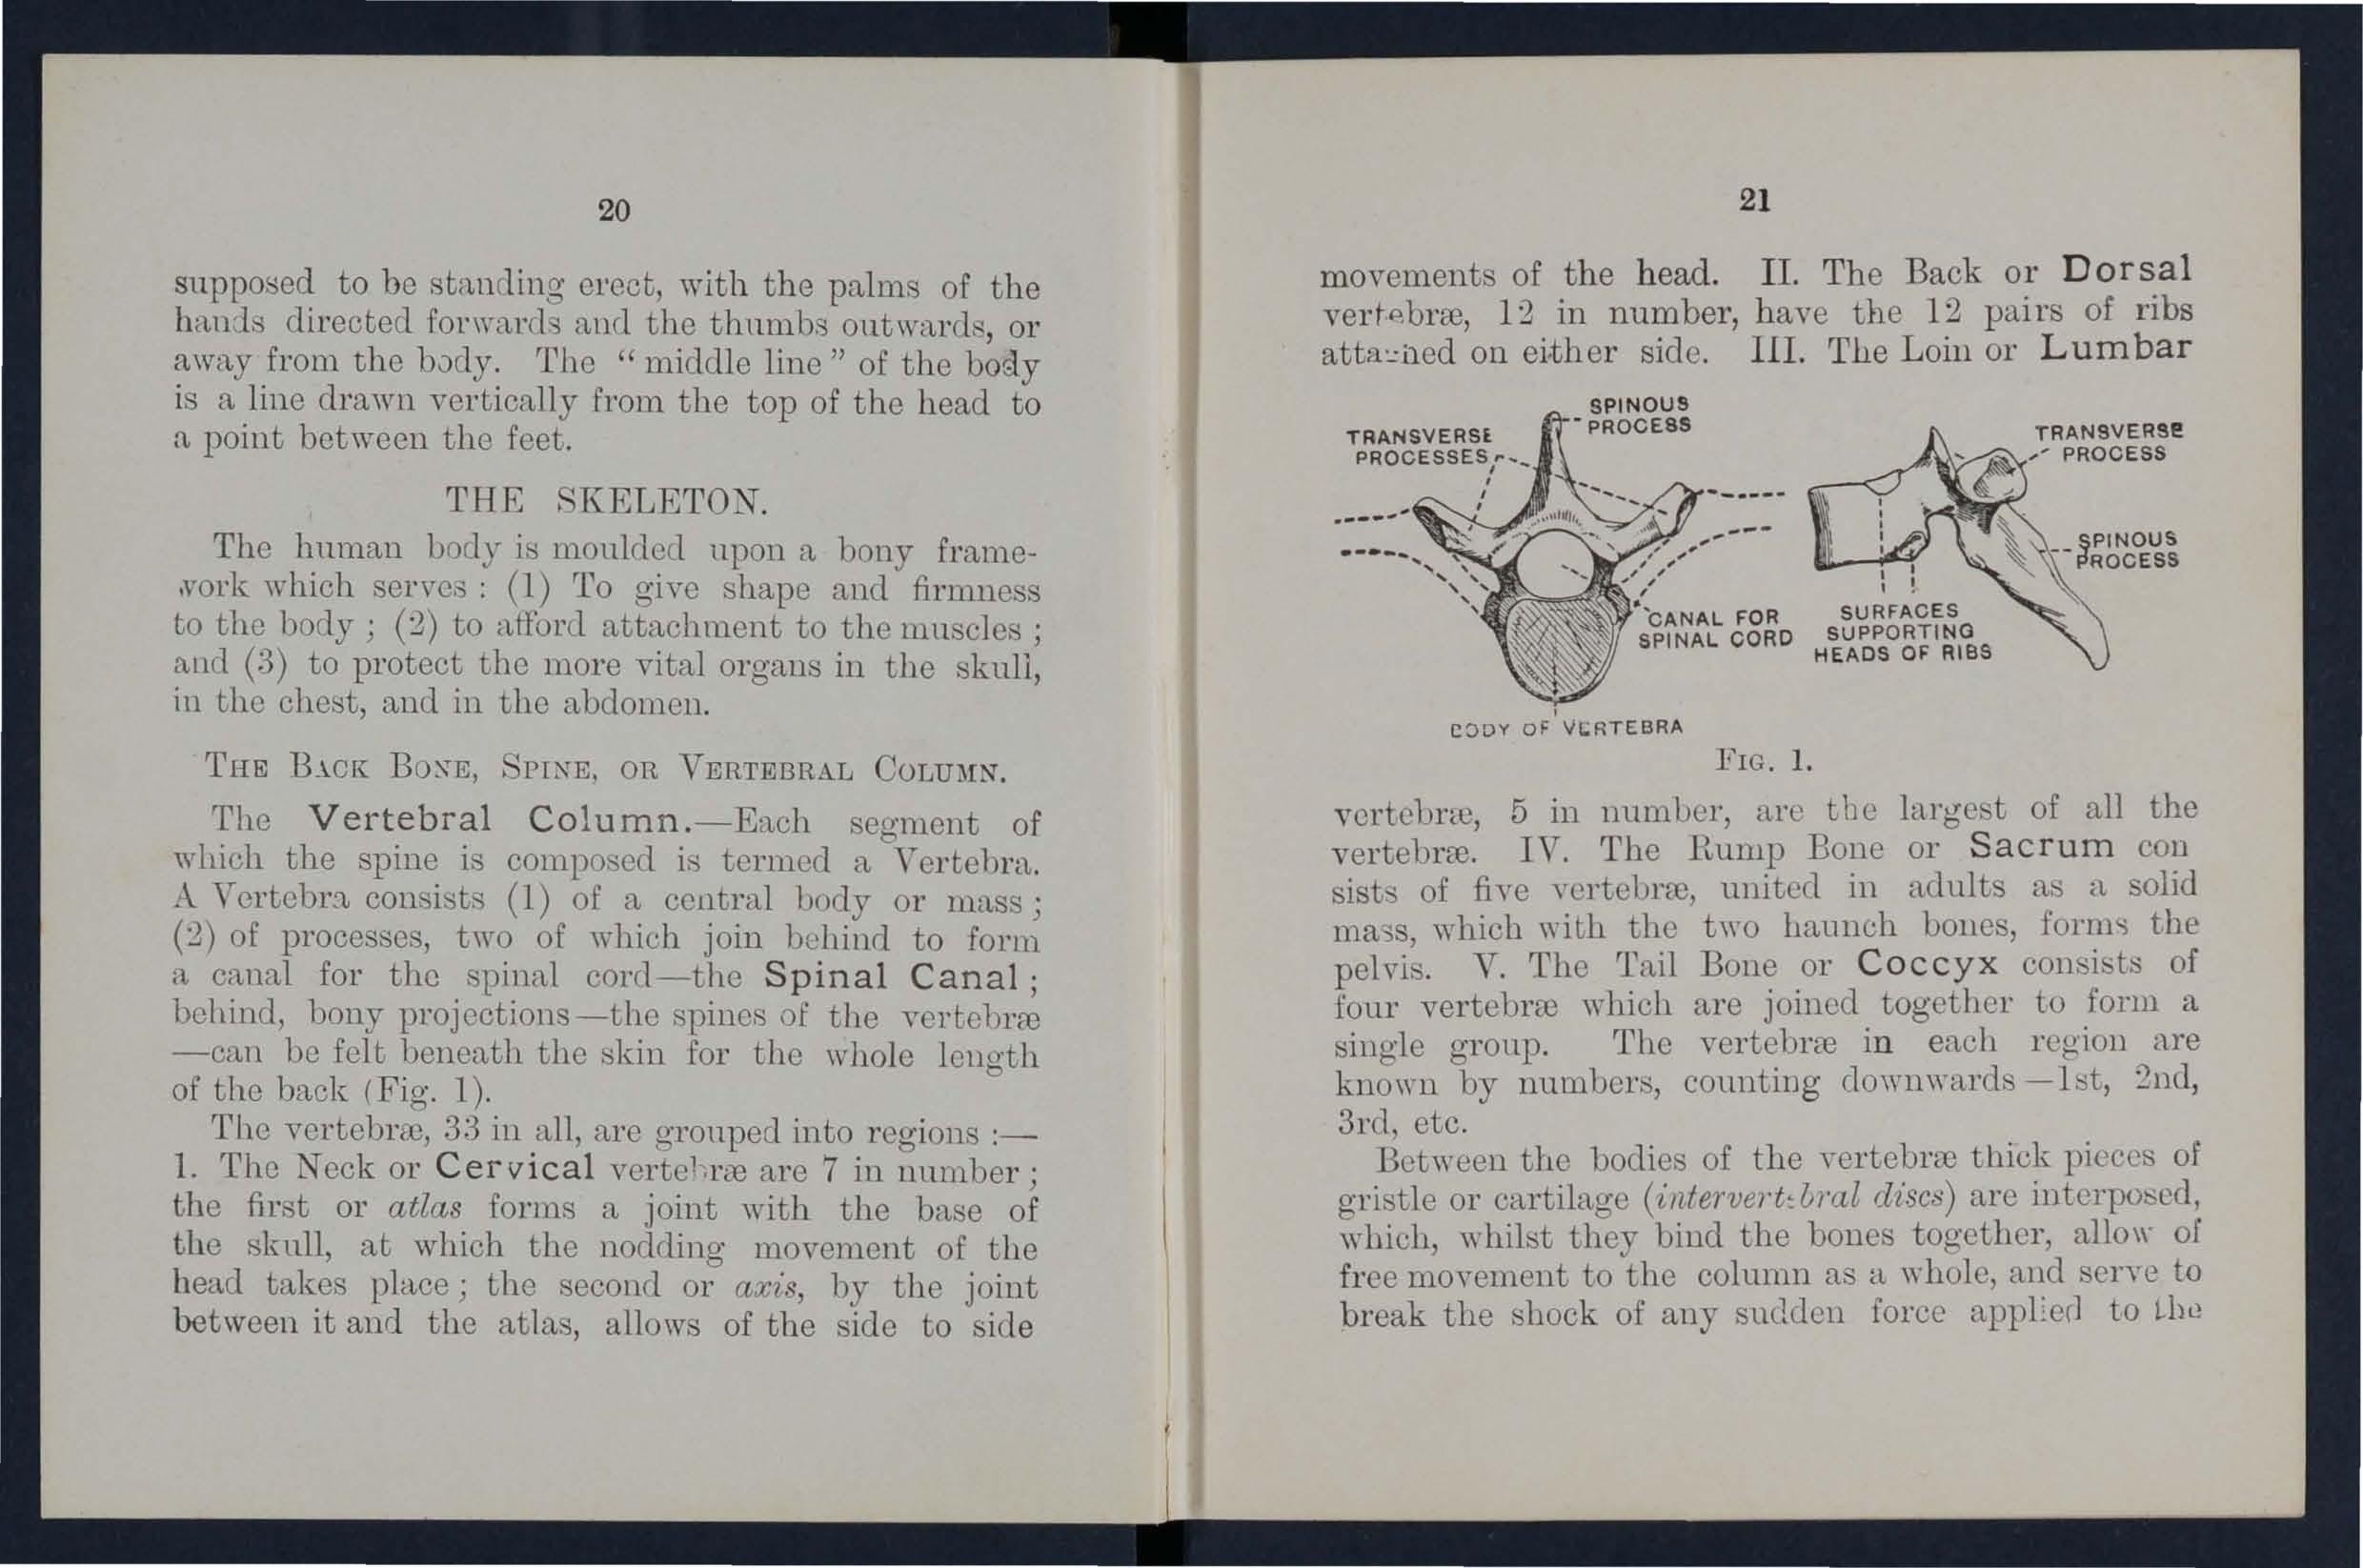 20
supposed to be standing erect, with the palms of the
hands directed forwards and the thumbs outwards, or
away from the body. The “ middle line ” of the body
is a line drawn vertically from the top of the head to
a point between the feet.
THE SKELETON.
The human body is moulded upon a bony frame-
work which serves : (1) To give shape and firmness
to the body ; (2) to afford attachment to the muscles ;
and (3) to protect the more vital organs in the skull,
in the chest, and in the abdomen.
THE BACK BONE, SPINE, OR VERTEBRAL COLUMN.
The Vertebral Column.—Each segment of
which the spine is composed is termed a Vertebra.
A Vertebra consists (1) of a central body or mass ;
(2) of processes, two of which join behind to form
a canal for the spinal cord—the Spinal Canal ;
behind, bony projections—the spines of the vertebræ
—can be felt beneath the skin for the whole length
of the back (Fig. 1).
The vertebræ, 33 in all, are grouped into regions :—
1. The Neck or Cervical vertebræ are 7 in number ;
the first or atlas forms a joint with the base of
the skull, at which the nodding movement of the
head takes place ; the second or axis, by the joint
between it and the atlas, allows of the side to side
21
movements of the head. II. The Back or Dorsal
vertebræ, 12 in number, have the 12 pairs of ribs
attached on either side. III. The Loin or Lumbar
SPINOUS
PROCESS
TRANSVERSE
PROCESSES
TRANSVERSE
PROCESS
SPINOUS
PROCESS
CANAL FOR
SPINAL CORD
SURFACES
SUPPORTING
HEADS OF RIBS
BODY OF VERTEBRA
FIG. 1.
vertebræ, 5 in number, are the largest of all the
vertebræ. IV. The Rump Bone or Sacrum con
sists of five vertebræ, united in adults as a solid
mass, which with the two haunch bones, forms the
pelvis. V. The Tail Bone or Coccyx consists of
four vertebræ which are joined together to form a
single group. The vertebræ in each region are
known by numbers, counting downwards—1st, 2nd,
3rd, etc.
Between the bodies of the vertebræ thick pieces of
gristle or cartilage (intervertebral discs) are interposed,
which, whilst they bind the bones together, allow of
free movement to the column as a whole, and serve to
break the shock of any sudden force applied to the